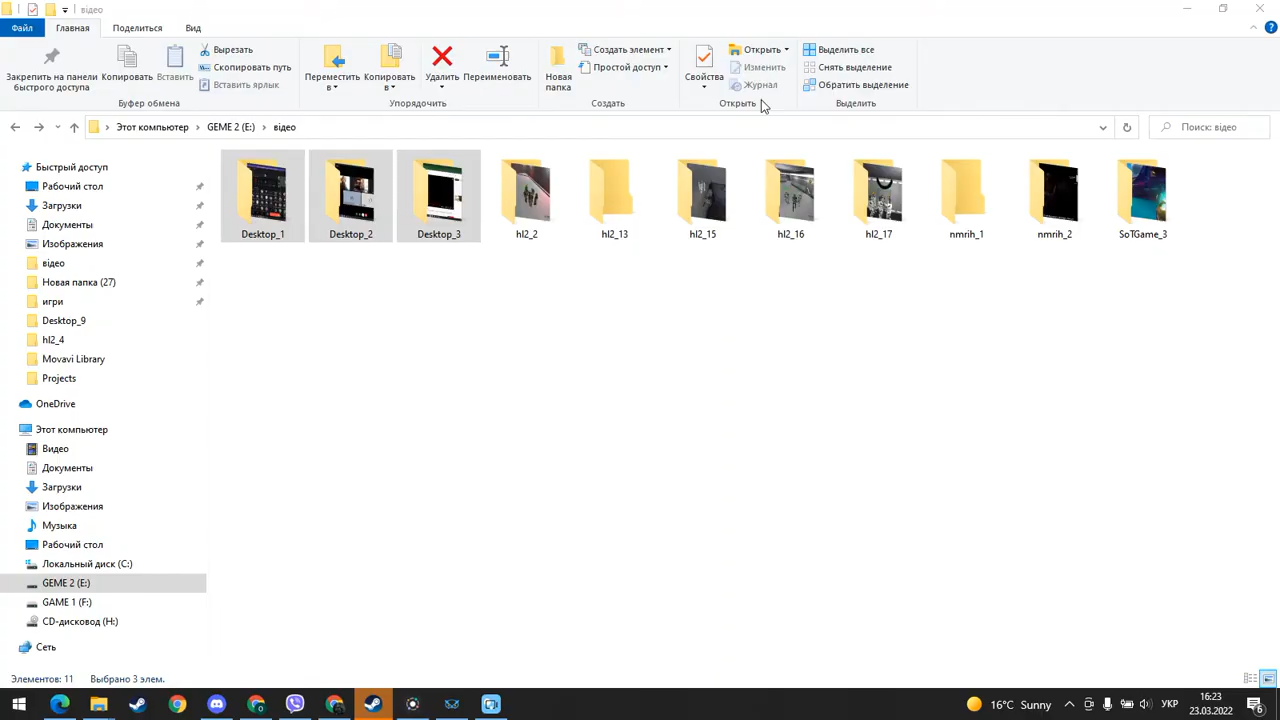 відео
Файл Главная Поделиться Вид
Закрепить на панели быстрого доступа
Копировать
Вставить
Вырезать
Скопировать путь
Вставить ярлык
Буфер обмена
Переместить в
Копировать в
Удалить
Переименовать
Упорядочить
Новая папка
Создать элемент
Простой доступ
Создать
Свойства
Открыть
Изменить
Журнал
Открыть
Выделить все
Снять выделение
Обратить выделение
Выделить
Этот компьютер GEME 2 (E:) відео
Поиск: відео
Быстрый доступ
Рабочий стол
Загрузки
Документы
Изображения
відео
Новая папка (27)
игри
Desktop_9
hl2_4
Movavi Library
Projects
OneDrive
Этот компьютер
Видео
Документы
Загрузки
Изображения
Музыка
Рабочий стол
Локальный диск (C:)
GEME 2 (E:)
GAME 1 (F:)
CD-дисковод (H:)
Сеть
Desktop_1 Desktop_2 Desktop_3 hl2_2 hl2_13 hl2_15 hl2_16 hl2_17 nmrih_1 nmrih_2 SoTGame_3
Элементов: 11 Выбрано 3 элем.
16°C Sunny
УКР
16:23
23.03.2022
6